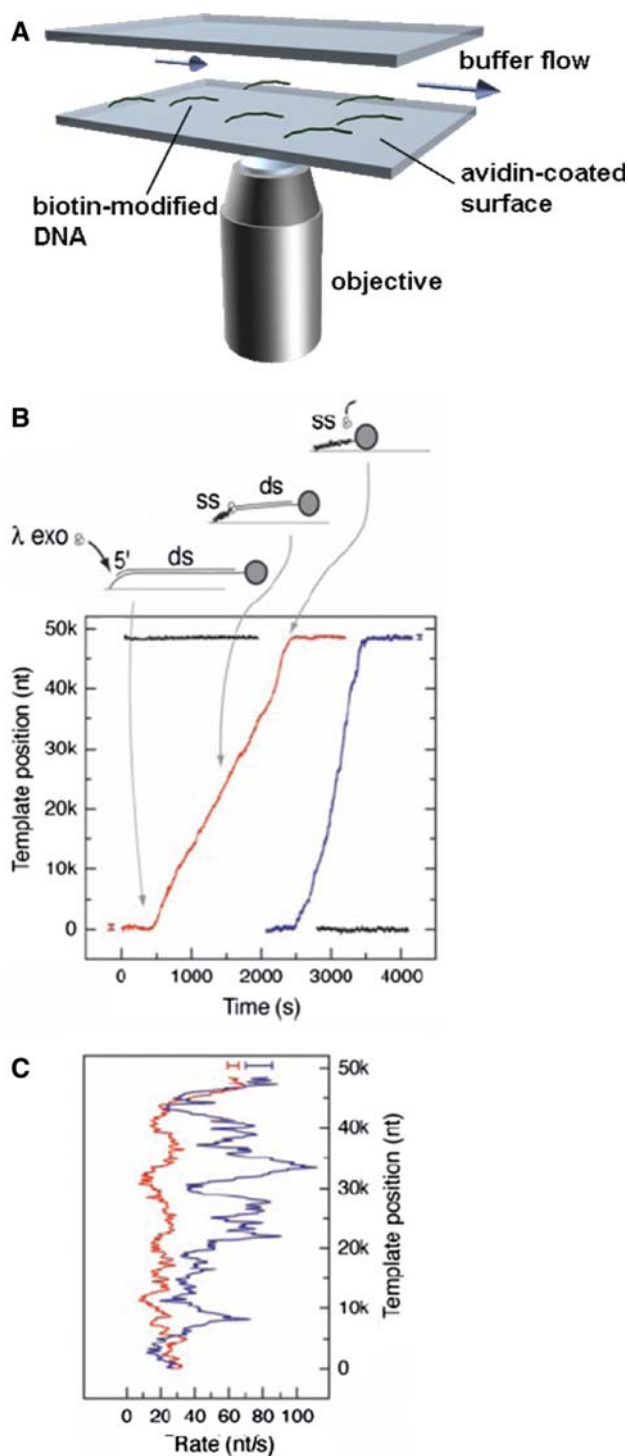 A
buffer flow
biotin-modified
DNA
avidin-coated
surface
objective
B
ss
ss ds
λ exo 5' ds
50k
40k
30k
20k
10k
0
Template position (nt)
0 1000 2000 3000 4000
Time (s)
C
50k
40k
30k
20k
10k
0
Template position (nt)
0 20 40 60 80 100
Rate (nt/s)